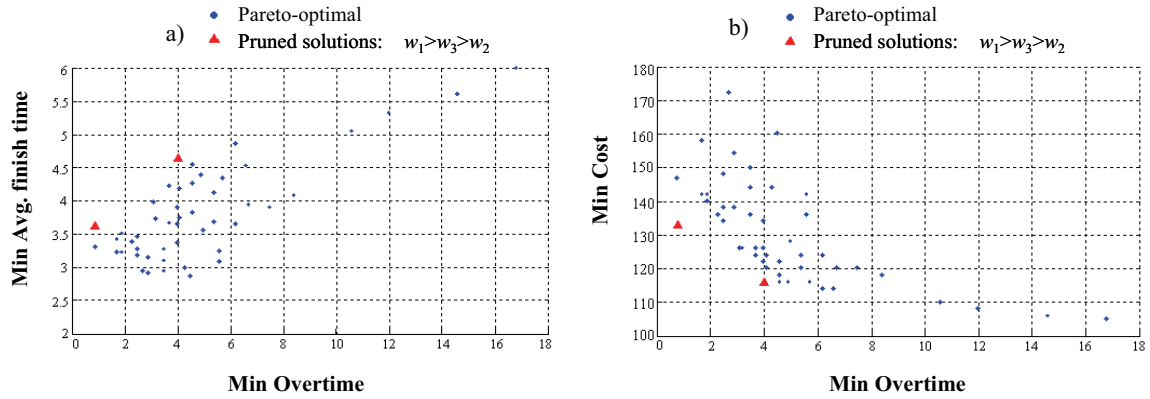 a)
Pareto-optimal
Pruned solutions: w1>w3>w2
6
5.5
5
4.5
4
3.5
3
2.5
2
0 2 4 6 8 10 12 14 16 18
Min Avg. finish time
Min Overtime
b)
Pareto-optimal
Pruned solutions: w1>w3>w2
180
170
160
150
140
130
120
110
100
0 2 4 6 8 10 12 14 16 18
Min Cost
Min Overtime